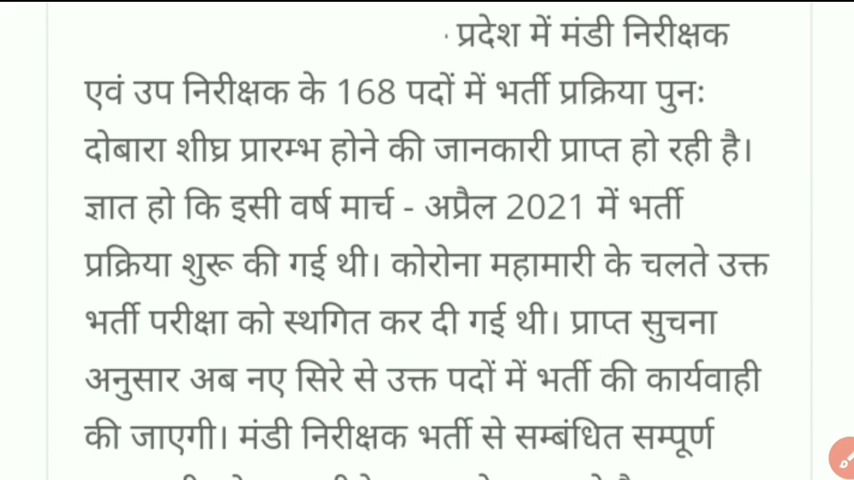 प्रदेश में मंडी निरीक्षक
एवं उप निरीक्षक के 168 पदों में भर्ती प्रक्रिया पुनः
दोबारा शीघ्र प्रारम्भ होने की जानकारी प्राप्त हो रही है।
ज्ञात हो कि इसी वर्ष मार्च - अप्रैल 2021 में भर्ती
प्रक्रिया शुरू की गई थी। कोरोना महामारी के चलते उक्त
भर्ती परीक्षा को स्थगित कर दी गई थी। प्राप्त सुचना
अनुसार अब नए सिरे से उक्त पदों में भर्ती की कार्यवाही
की जाएगी। मंडी निरीक्षक भर्ती से सम्बंधित सम्पूर्ण